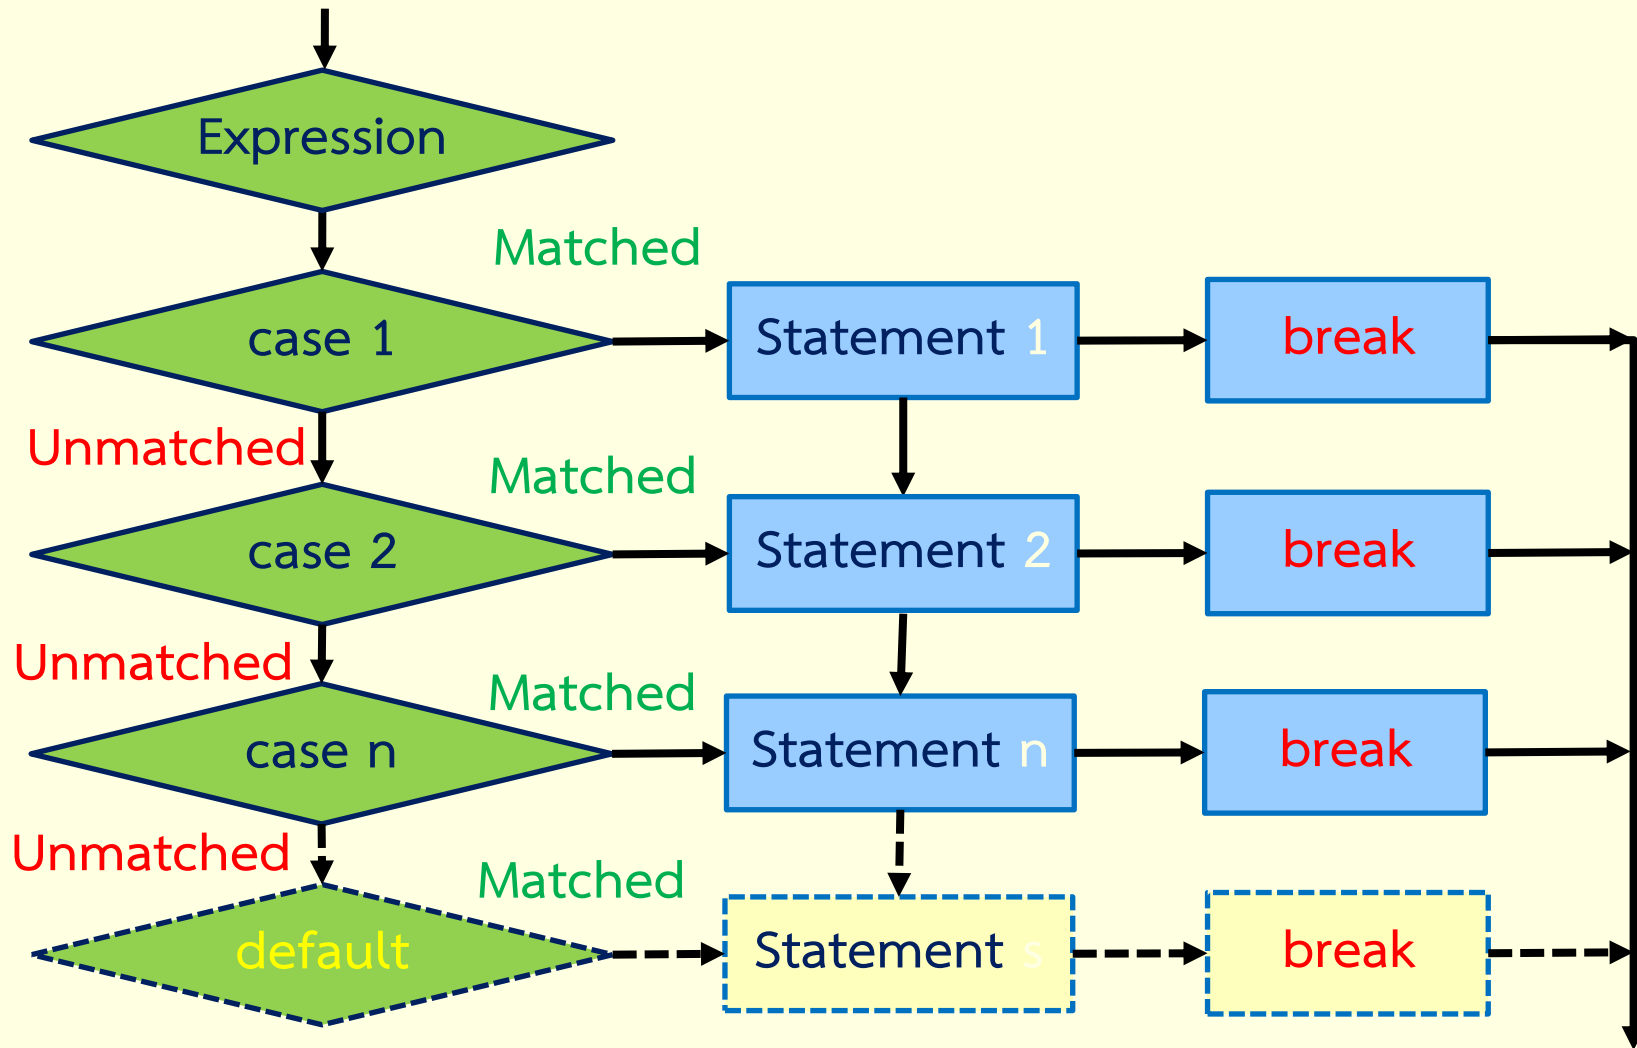 Expression
Matched
case 1
Statement 1
break
Unmatched
Matched
case 2
Statement 2
break
Unmatched
Matched
case n
Statement n
break
Unmatched
Matched
default
Statement s
break